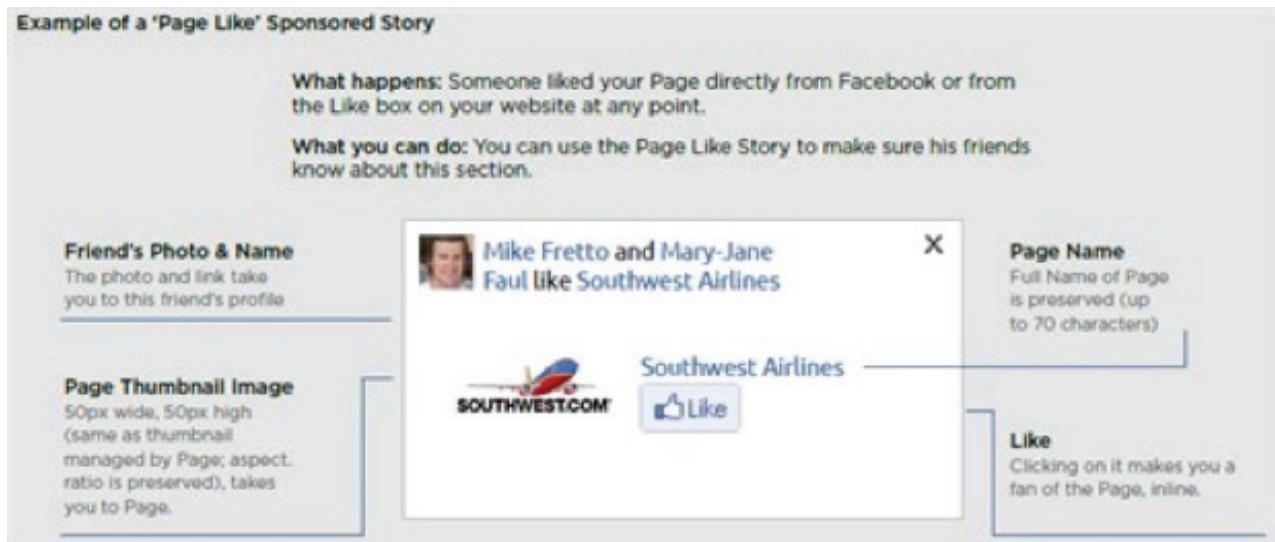 Example of a 'Page Like' Sponsored Story
What happens: Someone liked your Page directly from Facebook or from
the Like box on your website at any point.
What you can do: You can use the Page Like Story to make sure his friends
know about this section.
Friend's Photo & Name
The photo and link take
you to this friend's profile
Page Thumbnail Image
50px wide, 50px high
(same as thumbnail
managed by Page; aspect.
ratio is preserved), takes
you to Page.
Mike Fretto and Mary-Jane
Faul like Southwest Airlines
X
SOUTHWEST.COM
Southwest Airlines
Like
Page Name
Full Name of Page
is preserved (up
to 70 characters)
Like
Clicking on it makes you a
fan of the Page, inline.